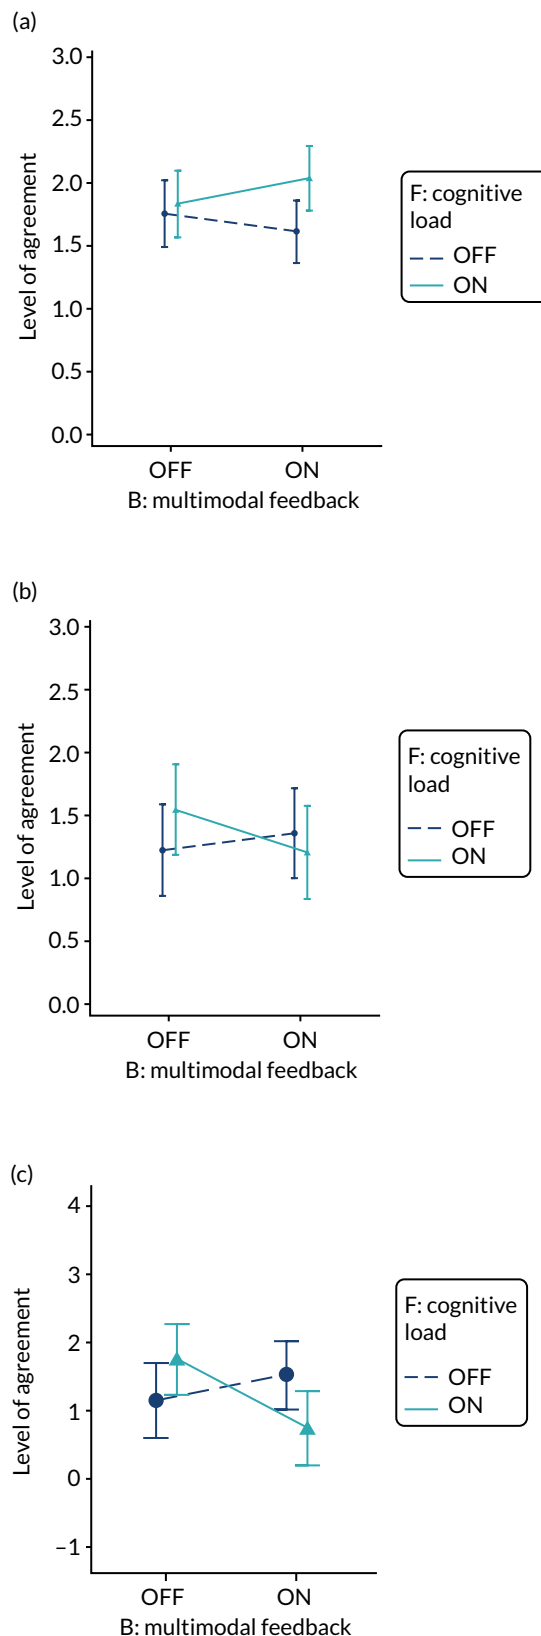 (a)
3.0
2.5
2.0
1.5
1.0
0.5
0.0
Level of agreement
OFF
ON
B: multimodal feedback
F: cognitive
load
OFF
ON
(b)
3.0
2.5
2.0
1.5
1.0
0.5
0.0
Level of agreement
OFF
ON
B: multimodal feedback
F: cognitive
load
OFF
ON
(c)
4
3
2
1
0
–1
Level of agreement
OFF
ON
B: multimodal feedback
F: cognitive
load
OFF
ON